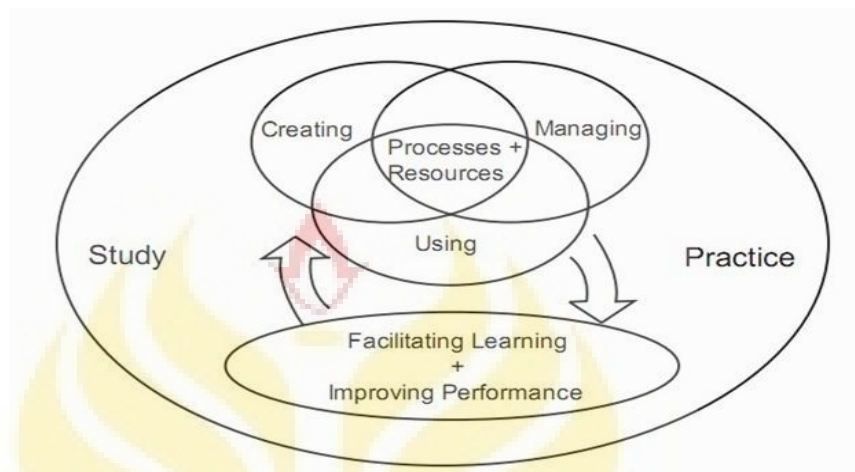 Creating
Managing
Processes +
Resources
Using
Study
Practice
Facilitating Learning
+
Improving Performance